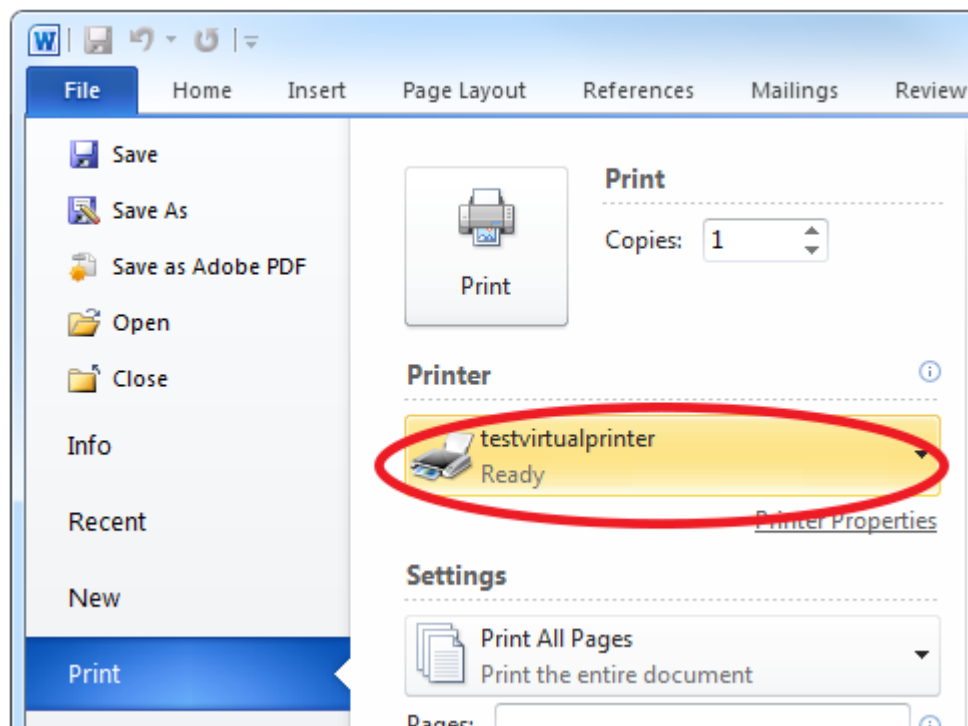 W
File Home Insert Page Layout References Mailings Review
Save
Save As
Save as Adobe PDF
Open
Close
Info
Recent
New
Print
Print
Print
Copies: 1
Printer
testvirtualprinter
Ready
Printer Properties
Settings
Print All Pages
Print the entire document
Pages: